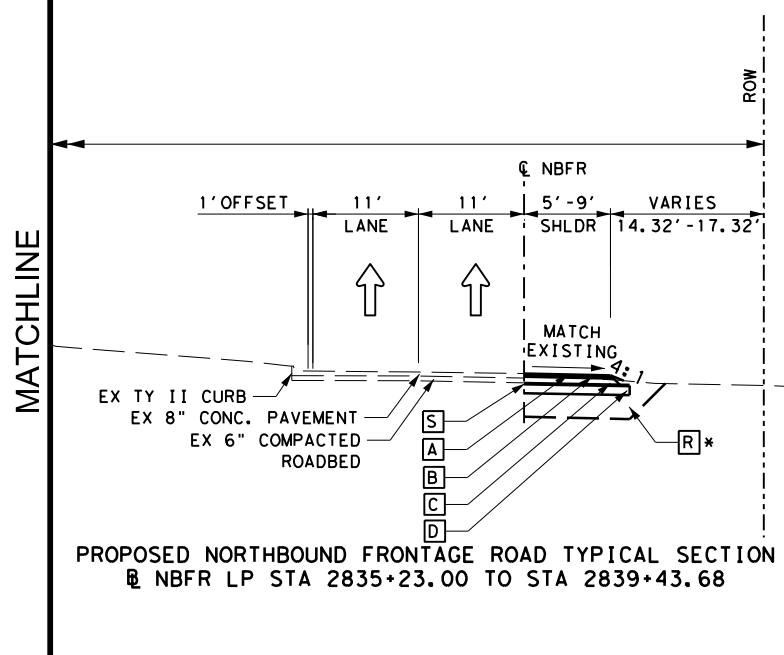 MATCHLINE
ROW
℄ NBFR
1'OFFSET
11'
LANE
11'
LANE
5'-9'
SHLDR
VARIES
14.32'-17.32'
MATCH
EXISTING
4:1
EX TY II CURB
EX 8" CONC. PAVEMENT
EX 6" COMPACTED
ROADBED
S
A
B
C
D
R *
PROPOSED NORTHBOUND FRONTAGE ROAD TYPICAL SECTION
NBFR LP STA 2835+23.00 TO STA 2839+43.68